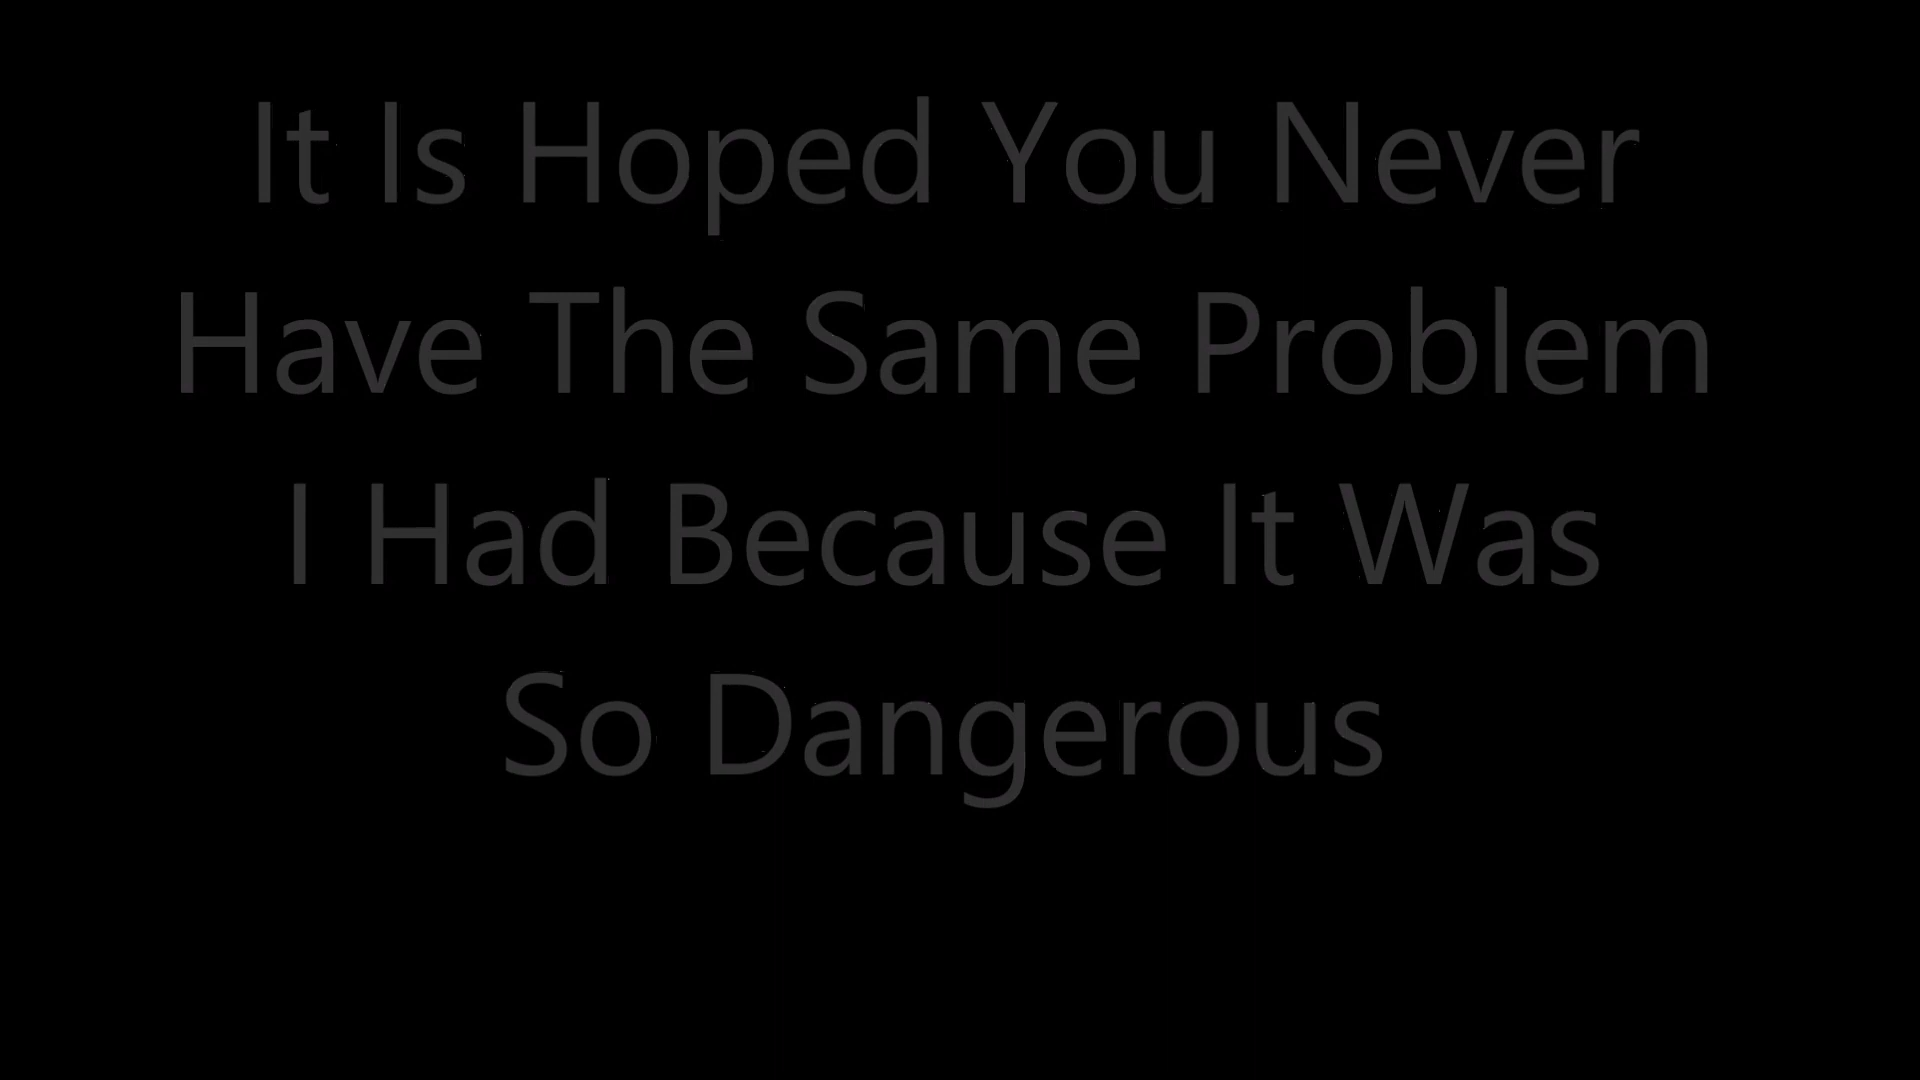 It Is Hoped You Never
Have The Same Problem
I Had Because It Was
So Dangerous